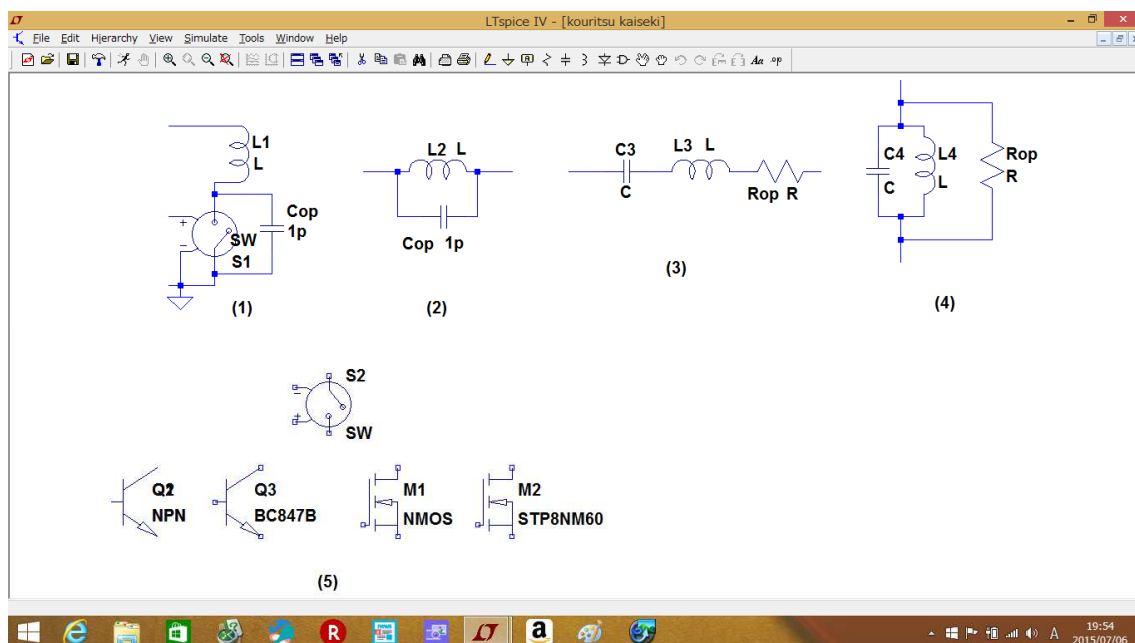 LTspice IV - [kouritsu kaiseki]
File Edit Hierarchy View Simulate Tools Window Help
Aa .op
L1
L
Cop
1p
SW
S1
+
–
(1)
L2 L
Cop 1p
(2)
C3
C
L3 L
Rop R
(3)
C4
C
L4
L
Rop
R
(4)
S2
SW
–
+
NPN
Q3
BC847B
M1
NMOS
M2
STP8NM60
(5)
R
a
A
19:54
2015/07/06